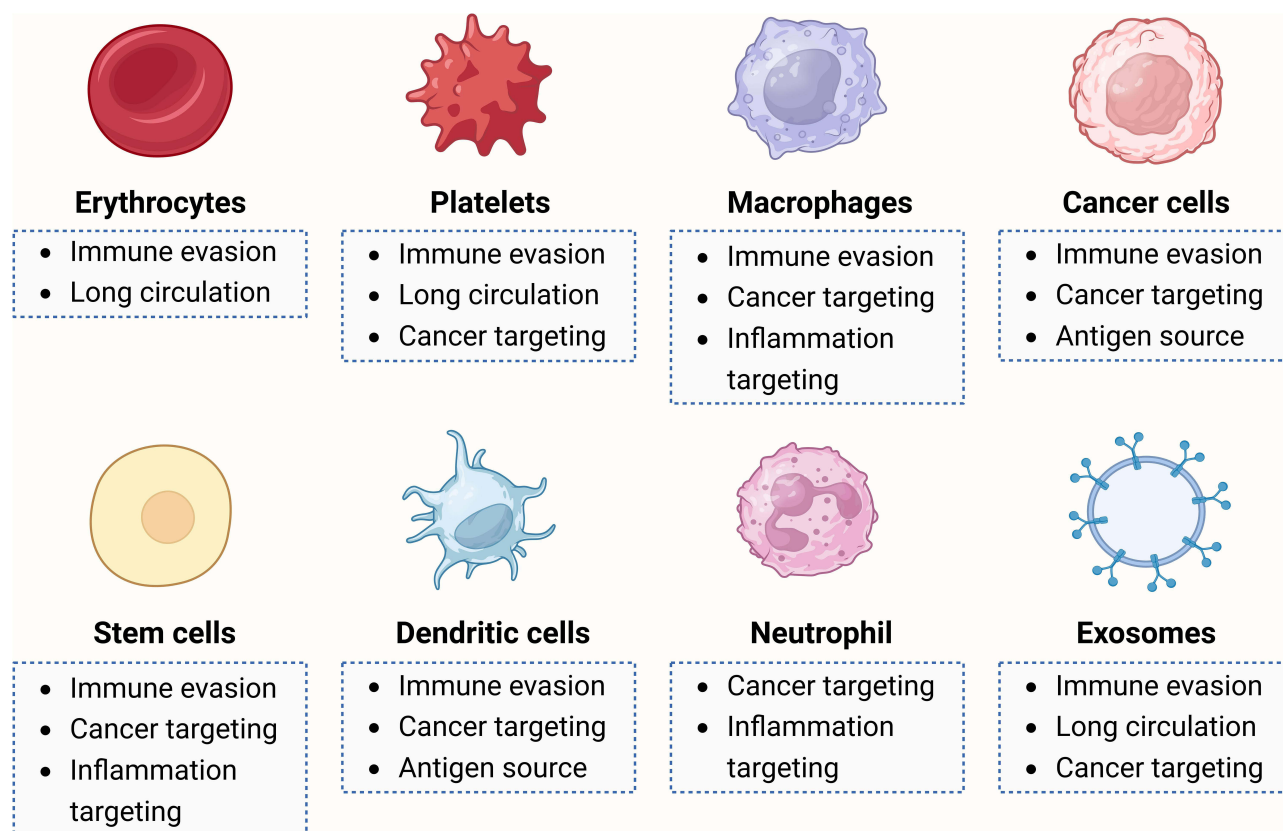 Erythrocytes
• Immune evasion
• Long circulation
Platelets
• Immune evasion
• Long circulation
• Cancer targeting
Macrophages
• Immune evasion
• Cancer targeting
• Inflammation
targeting
Cancer cells
• Immune evasion
• Cancer targeting
• Antigen source
Stem cells
• Immune evasion
• Cancer targeting
• Inflammation
targeting
Dendritic cells
• Immune evasion
• Cancer targeting
• Antigen source
Neutrophil
• Cancer targeting
• Inflammation
targeting
Exosomes
• Immune evasion
• Long circulation
• Cancer targeting